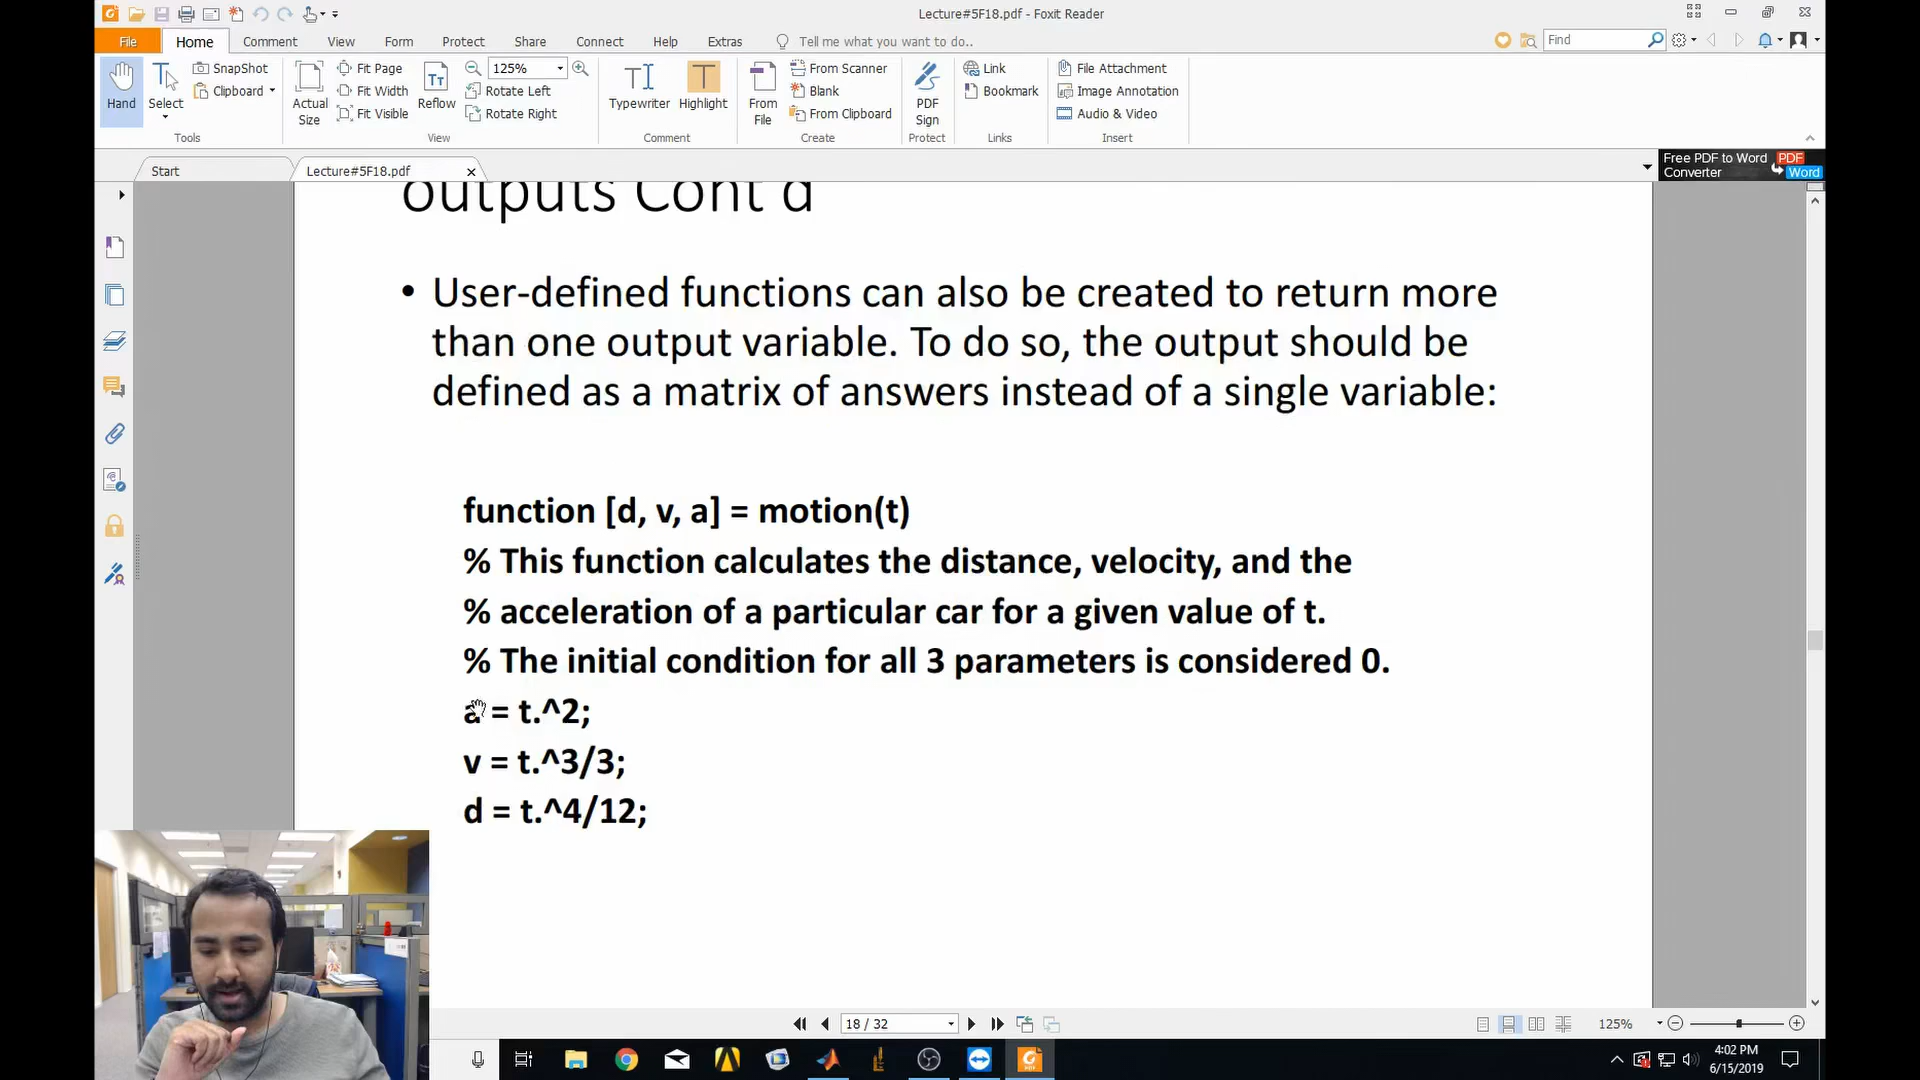 Lecture#5F18.pdf - Foxit Reader
File Home Comment View Form Protect Share Connect Help Extras Tell me what you want to do.. Find
Hand Select SnapShot Clipboard Tools
Actual Size Fit Page Fit Width Fit Visible Reflow 125% Rotate Left Rotate Right View
Typewriter Highlight Comment
From File From Scanner Blank From Clipboard Create
PDF Sign Protect
Link Bookmark Links
File Attachment Image Annotation Audio & Video Insert
Start Lecture#5F18.pdf
Free PDF to Word PDF
Converter Word
outputs Cont'd
• User-defined functions can also be created to return more
than one output variable. To do so, the output should be
defined as a matrix of answers instead of a single variable:
function [d, v, a] = motion(t)
% This function calculates the distance, velocity, and the
% acceleration of a particular car for a given value of t.
% The initial condition for all 3 parameters is considered 0.
a = t.^2;
v = t.^3/3;
d = t.^4/12;
18 / 32 125%
4:02 PM
6/15/2019